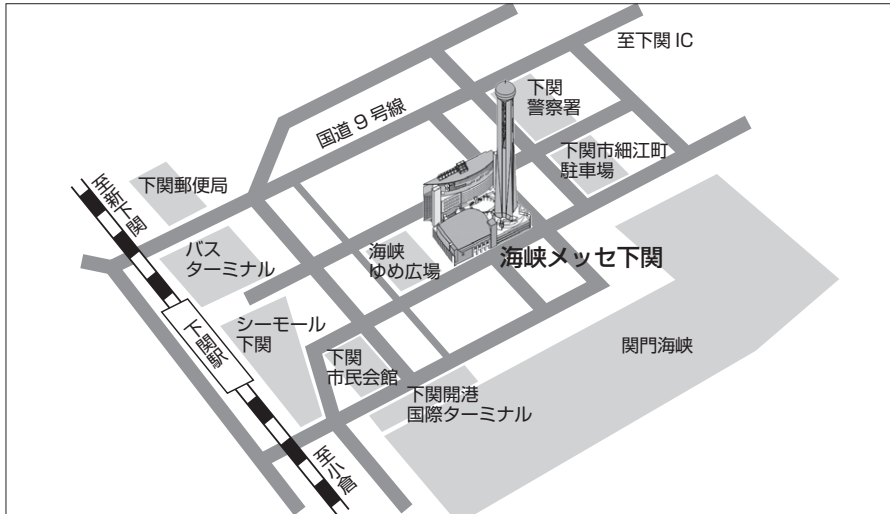 至下関 IC
国道 9 号線
下関
警察署
下関市細江町
駐車場
下関郵便局
至新下関
バス
ターミナル
海峡
ゆめ広場
海峡メッセ下関
シーモール
下関
下関駅
下関
市民会館
関門海峡
下関開港
国際ターミナル
至小倉